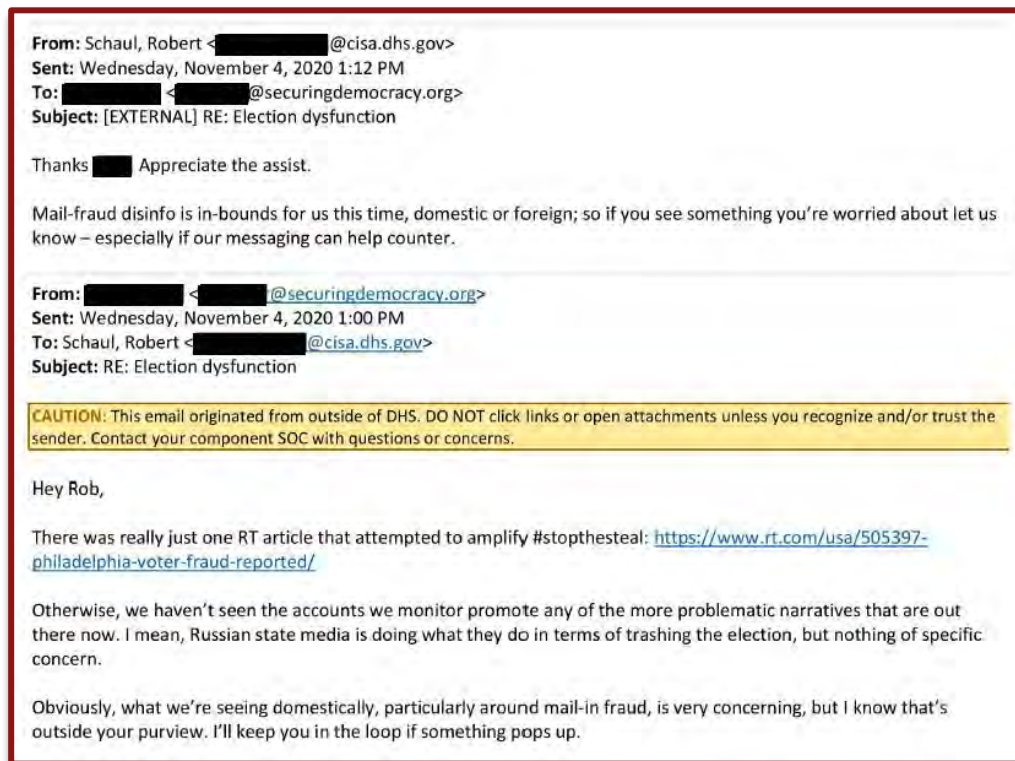 From: Schaul, Robert < @cisa.dhs.gov>
Sent: Wednesday, November 4, 2020 1:12 PM
To: < @securingdemocracy.org>
Subject: [EXTERNAL] RE: Election dysfunction
Thanks Appreciate the assist.
Mail-fraud disinfo is in-bounds for us this time, domestic or foreign; so if you see something you're worried about let us
know – especially if our messaging can help counter.
From: < @securingdemocracy.org>
Sent: Wednesday, November 4, 2020 1:00 PM
To: Schaul, Robert < @cisa.dhs.gov>
Subject: RE: Election dysfunction
CAUTION: This email originated from outside of DHS. DO NOT click links or open attachments unless you recognize and/or trust the
sender. Contact your component SOC with questions or concerns.
Hey Rob,
There was really just one RT article that attempted to amplify #stopthesteal: https://www.rt.com/usa/505397-
philadelphia-voter-fraud-reported/
Otherwise, we haven't seen the accounts we monitor promote any of the more problematic narratives that are out
there now. I mean, Russian state media is doing what they do in terms of trashing the election, but nothing of specific
concern.
Obviously, what we're seeing domestically, particularly around mail-in fraud, is very concerning, but I know that's
outside your purview. I'll keep you in the loop if something pops up.